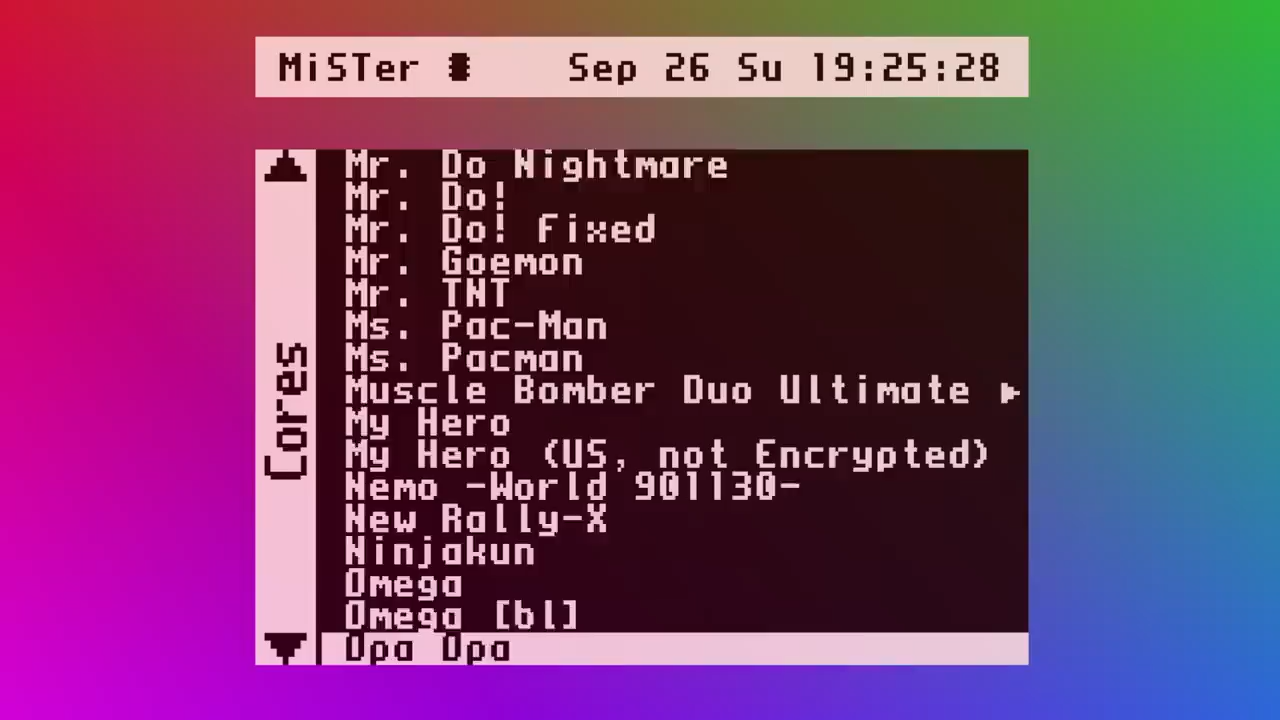 MiSTer Sep 26 Su 19:25:28
Cores
Mr. Do Nightmare
Mr. Do!
Mr. Do! Fixed
Mr. Goemon
Mr. TNT
Ms. Pac-Man
Ms. Pacman
Muscle Bomber Duo Ultimate
My Hero
My Hero (US, not Encrypted)
Nemo -World 901130-
New Rally-X
Ninjakun
Omega
Omega [bl]
Opa Opa